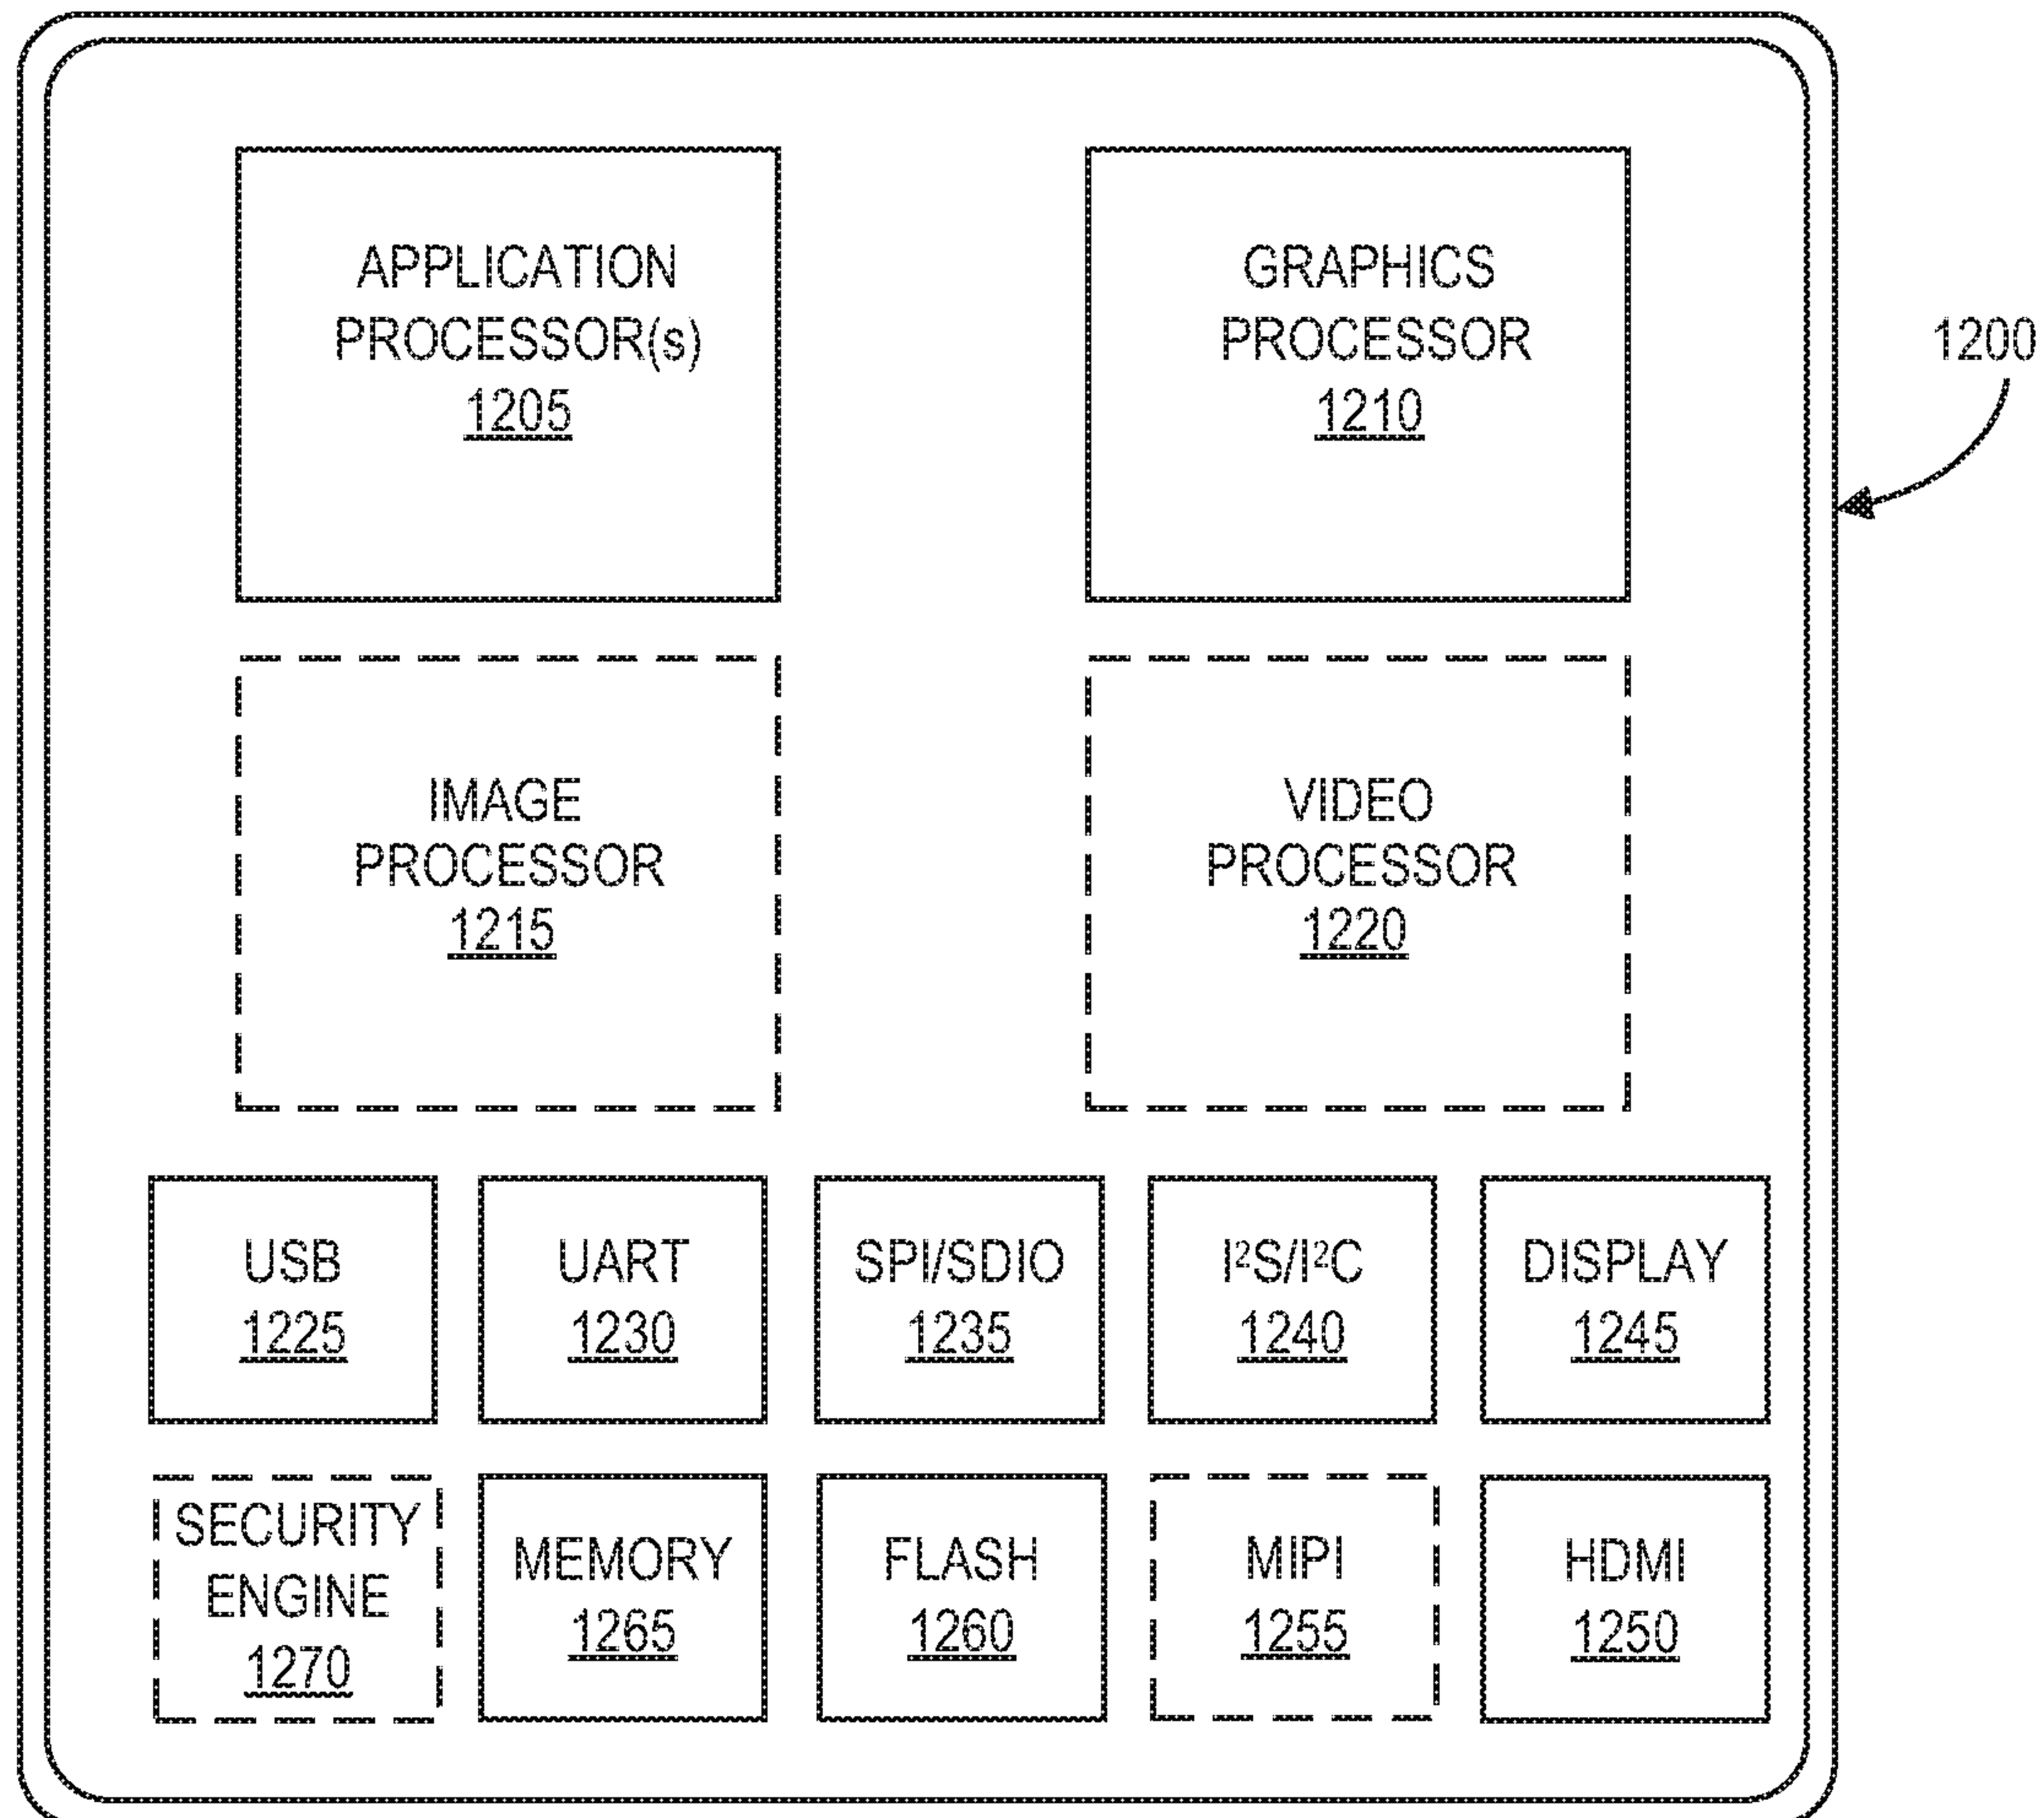 APPLICATION
PROCESSOR(s)
1205
GRAPHICS
PROCESSOR
1210
1200
IMAGE
PROCESSOR
1215
VIDEO
PROCESSOR
1220
USB
1225
UART
1230
SPI/SDIO
1235
I²S/I²C
1240
DISPLAY
1245
SECURITY
ENGINE
1270
MEMORY
1265
FLASH
1260
MIPI
1255
HDMI
1250